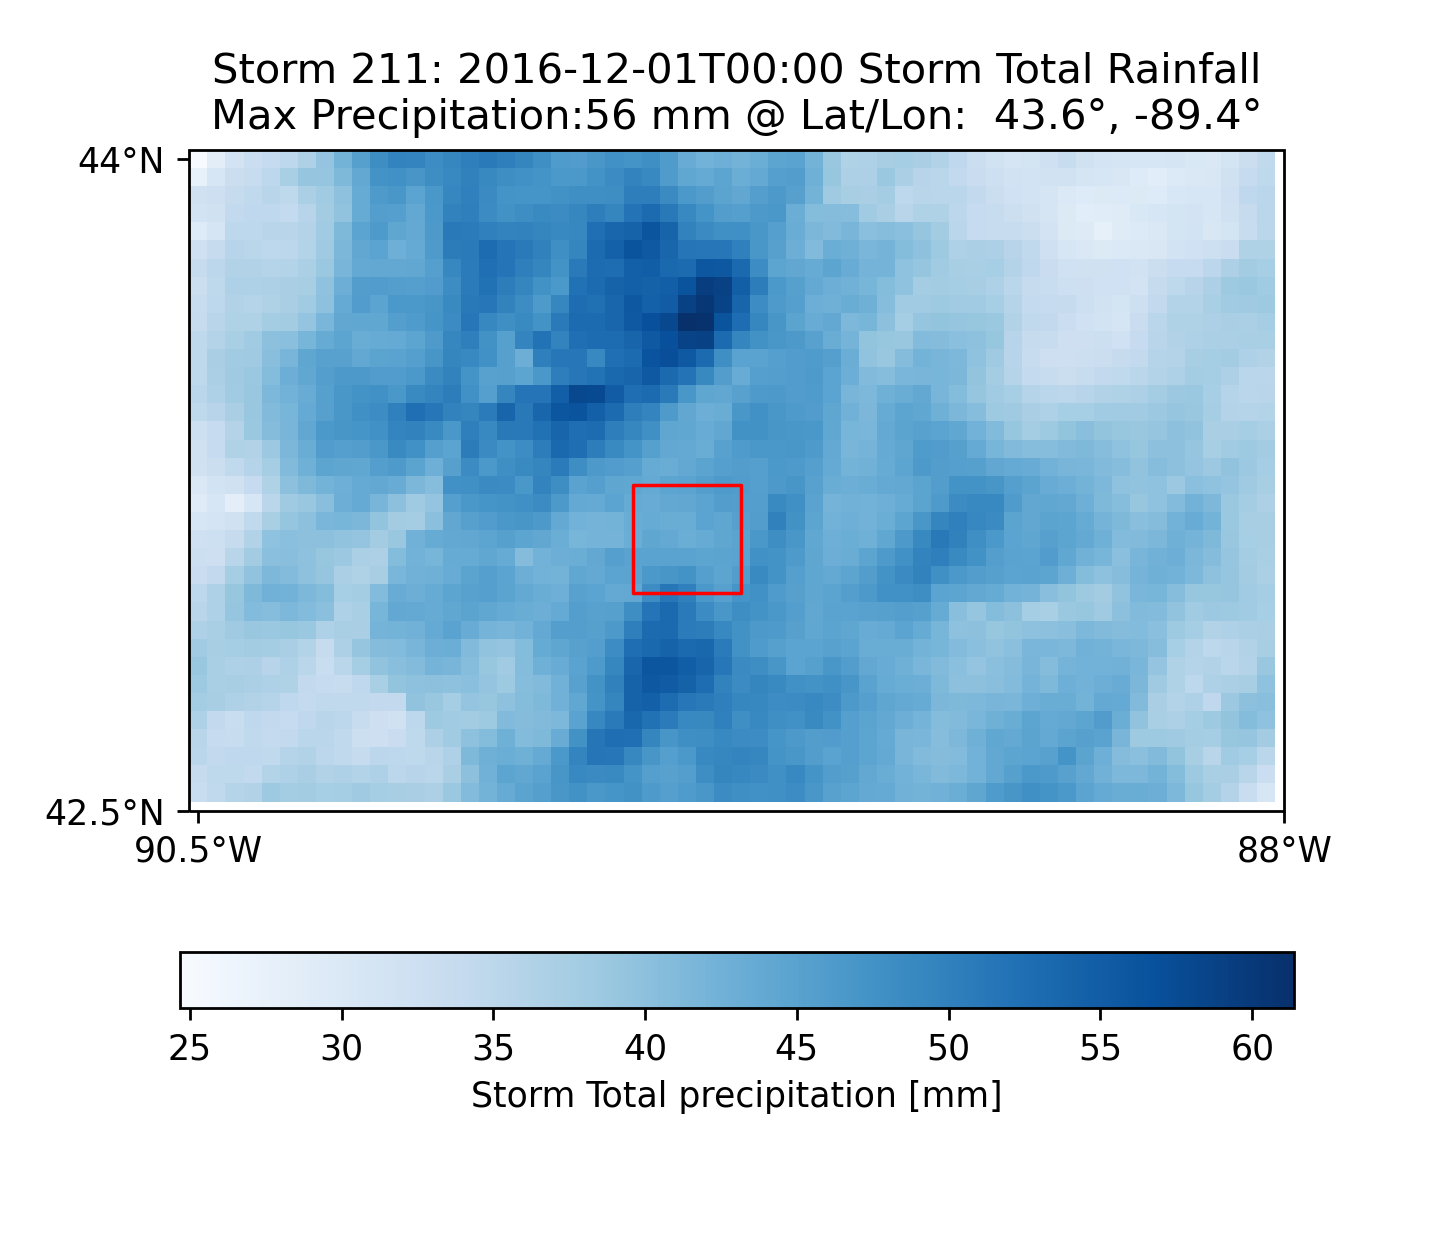 Storm 211: 2016-12-01T00:00 Storm Total Rainfall
Max Precipitation:56 mm @ Lat/Lon:  43.6°, -89.4°
44°N
42.5°N
90.5°W 88°W
25 30 35 40 45 50 55 60
Storm Total precipitation [mm]